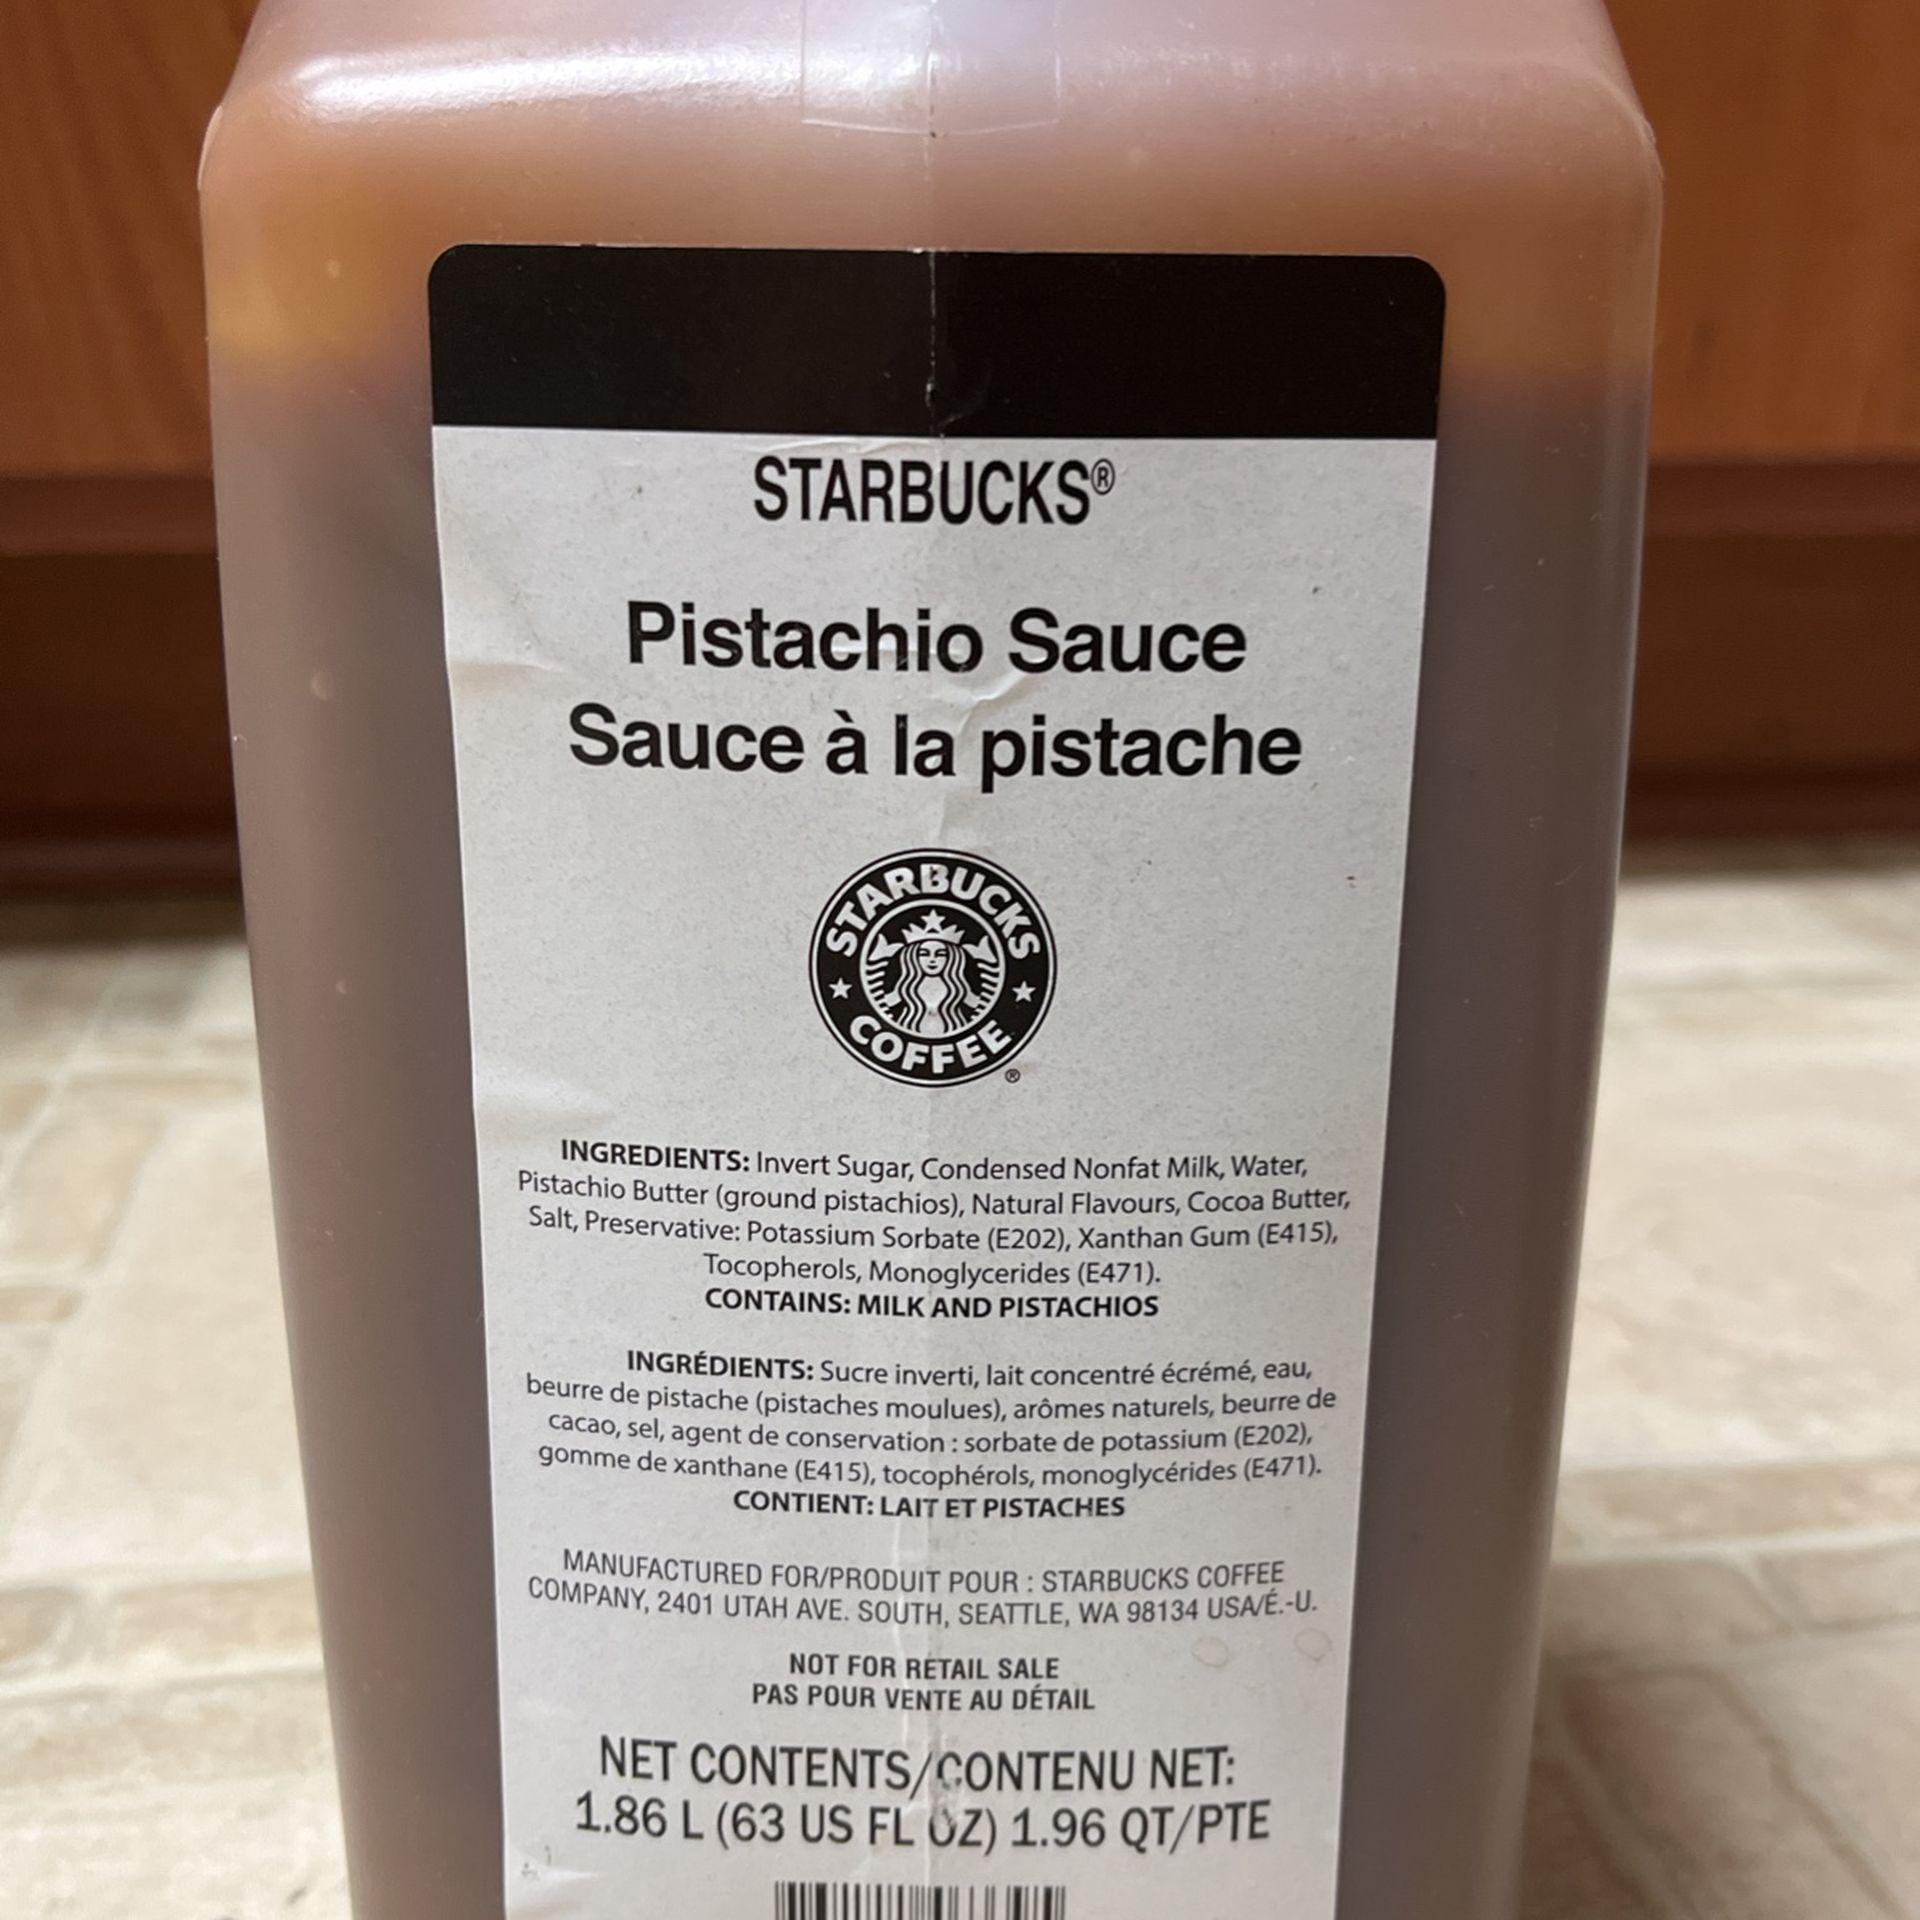 STARBUCKS®
Pistachio Sauce
Sauce à la pistache
STARBUCKS
COFFEE
®
INGREDIENTS: Invert Sugar, Condensed Nonfat Milk, Water,
Pistachio Butter (ground pistachios), Natural Flavours, Cocoa Butter,
Salt, Preservative: Potassium Sorbate (E202), Xanthan Gum (E415),
Tocopherols, Monoglycerides (E471).
CONTAINS: MILK AND PISTACHIOS
INGRÉDIENTS: Sucre inverti, lait concentré écrémé, eau,
beurre de pistache (pistaches moulues), arômes naturels, beurre de
cacao, sel, agent de conservation : sorbate de potassium (E202),
gomme de xanthane (E415), tocophérols, monoglycérides (E471).
CONTIENT: LAIT ET PISTACHES
MANUFACTURED FOR/PRODUIT POUR : STARBUCKS COFFEE
COMPANY, 2401 UTAH AVE. SOUTH, SEATTLE, WA 98134 USA/É.-U.
NOT FOR RETAIL SALE
PAS POUR VENTE AU DÉTAIL
NET CONTENTS/CONTENU NET:
1.86 L (63 US FL OZ) 1.96 QT/PTE